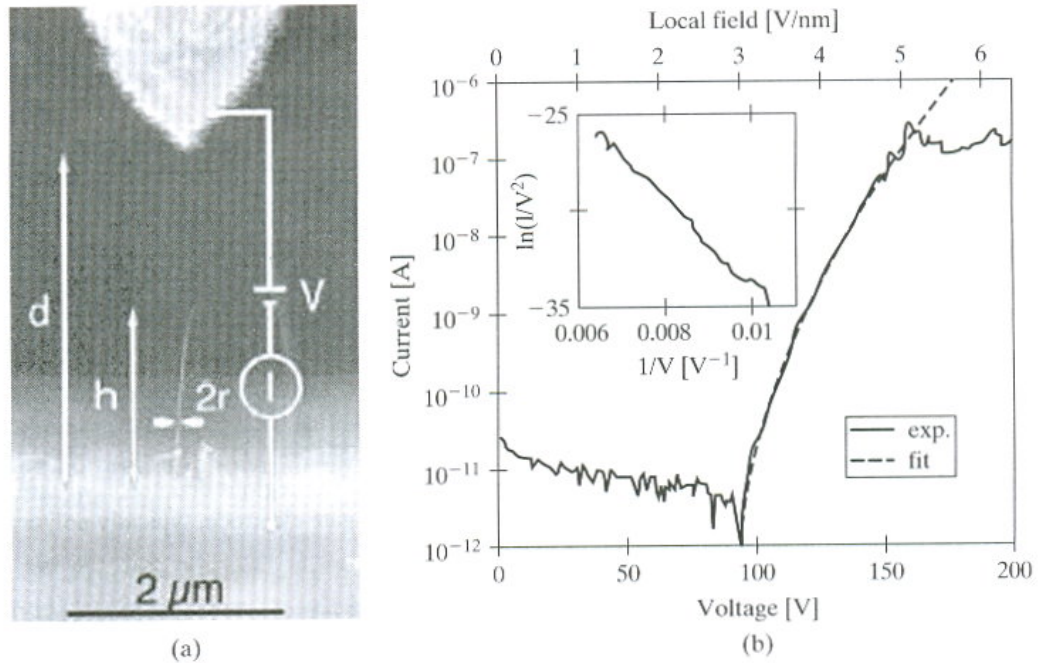 d
h
2r
V
I
2 μm
(a)
Local field [V/nm]
0 1 2 3 4 5 6
10⁻⁶
10⁻⁷
10⁻⁸
10⁻⁹
10⁻¹⁰
10⁻¹¹
10⁻¹²
Current [A]
−25
−35
ln(I/V²)
0.006 0.008 0.01
1/V [V⁻¹]
exp.
fit
0 50 100 150 200
Voltage [V]
(b)